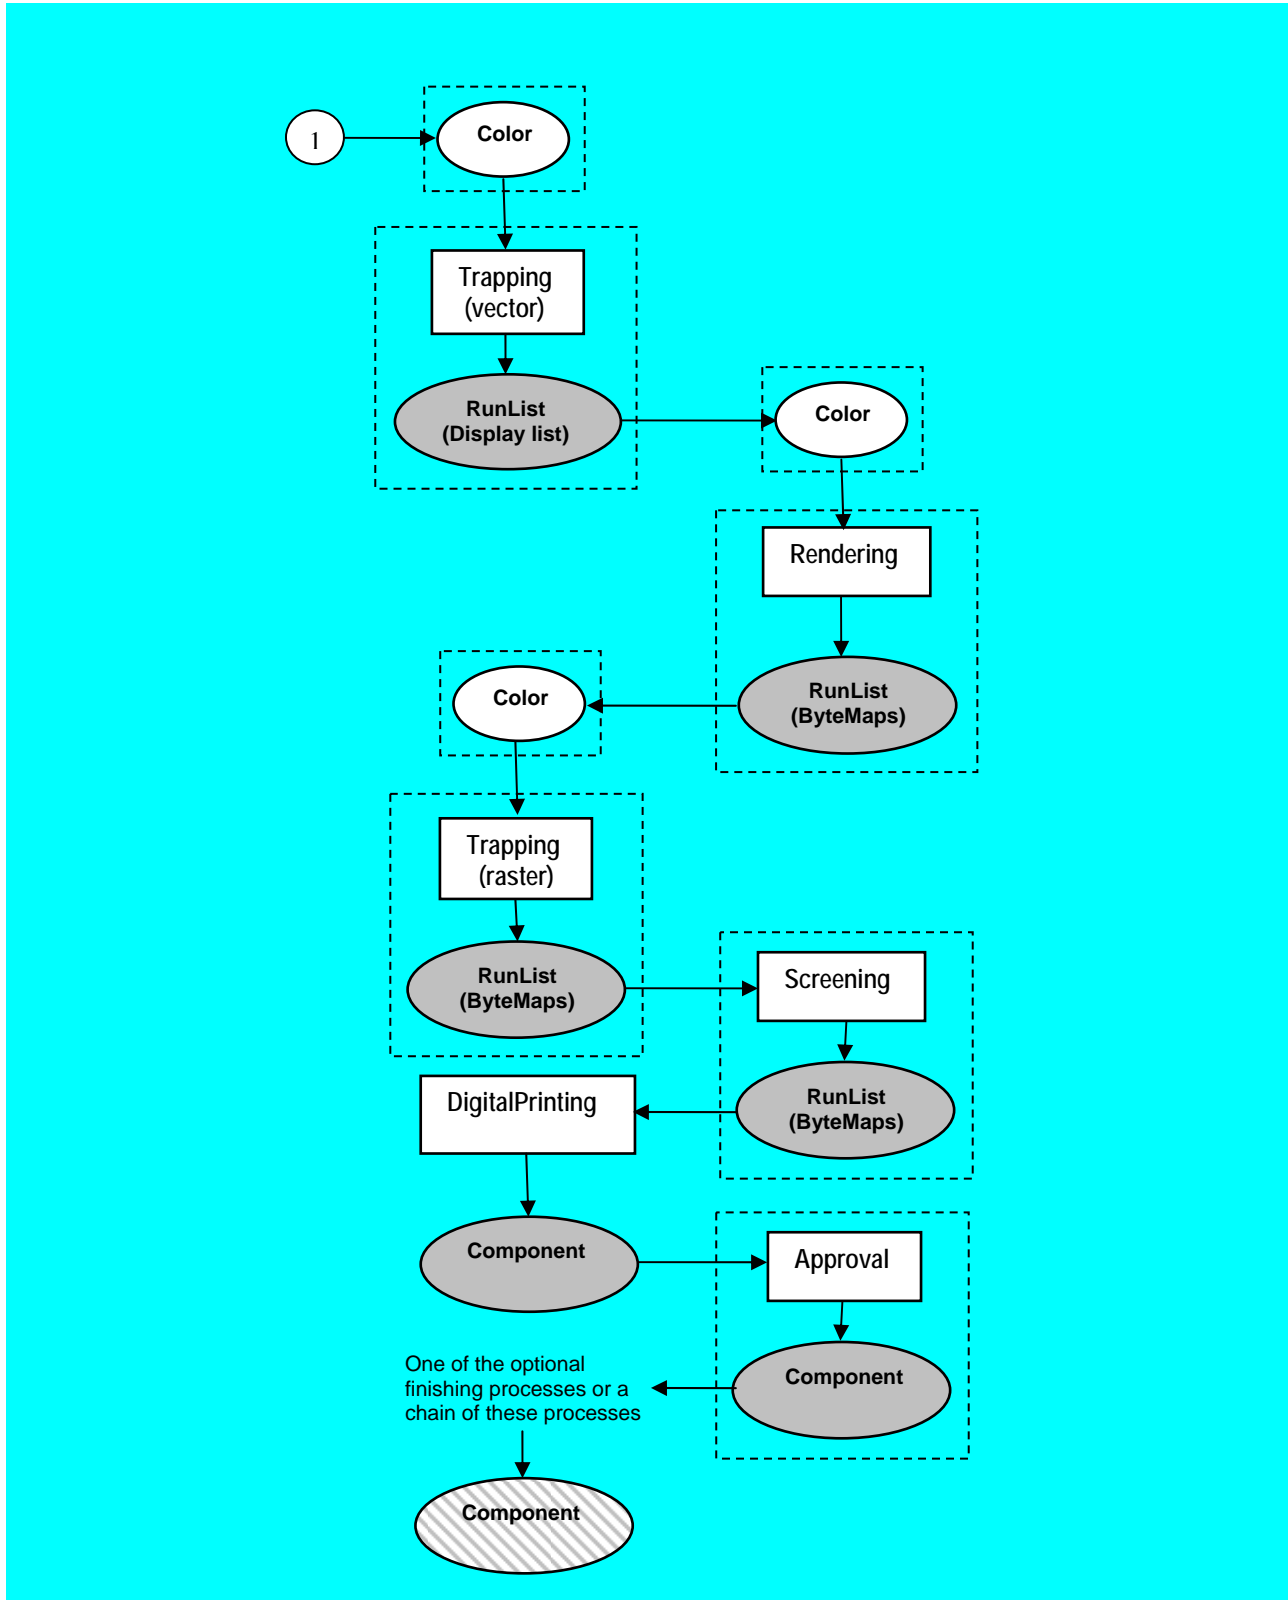 1
Color
Trapping
(vector)
RunList
(Display list)
Color
Rendering
RunList
(ByteMaps)
Color
Trapping
(raster)
RunList
(ByteMaps)
Screening
RunList
(ByteMaps)
DigitalPrinting
Component
Approval
Component
One of the optional
finishing processes or a
chain of these processes
Component